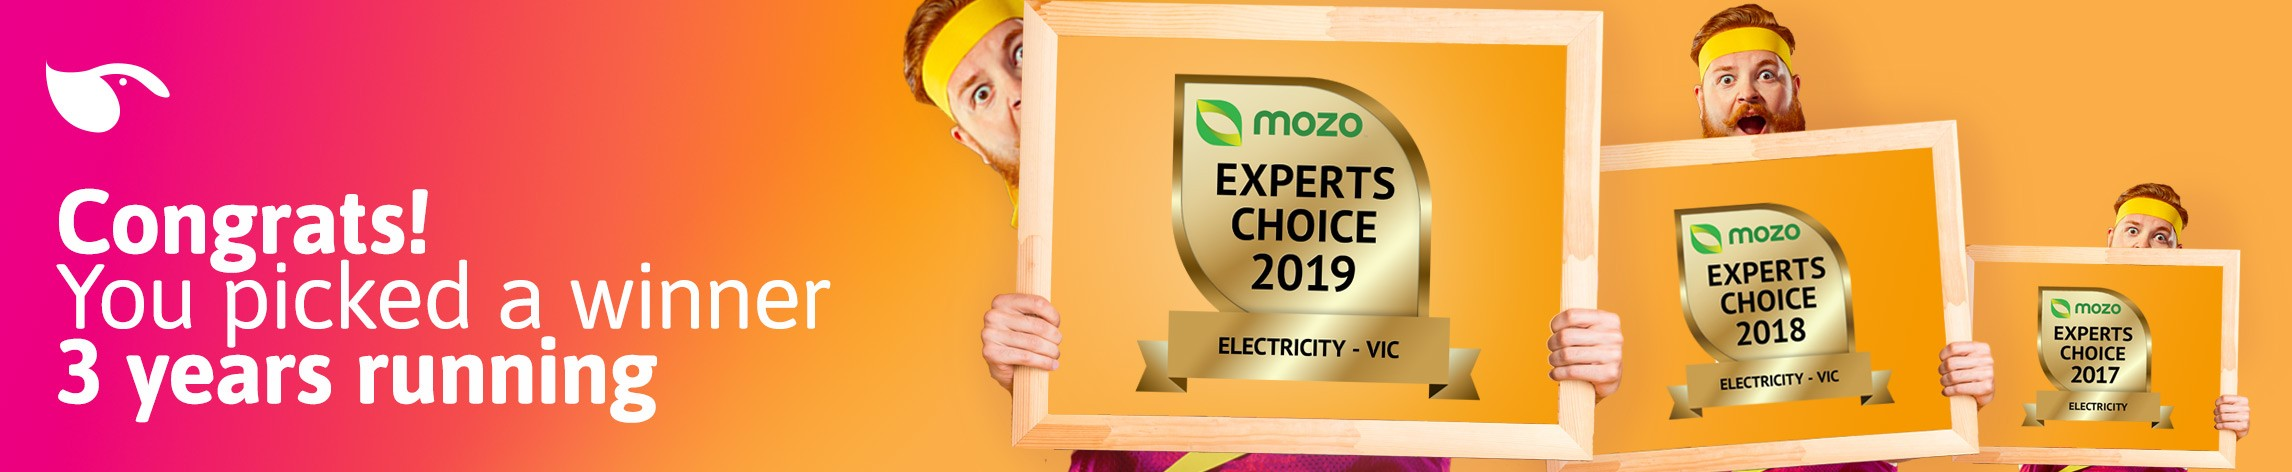 Congrats!
You picked a winner
3 years running
mozo
EXPERTS
CHOICE
2019
ELECTRICITY - VIC
mozo
EXPERTS
CHOICE
2018
ELECTRICITY - VIC
mozo
EXPERTS
CHOICE
2017
ELECTRICITY